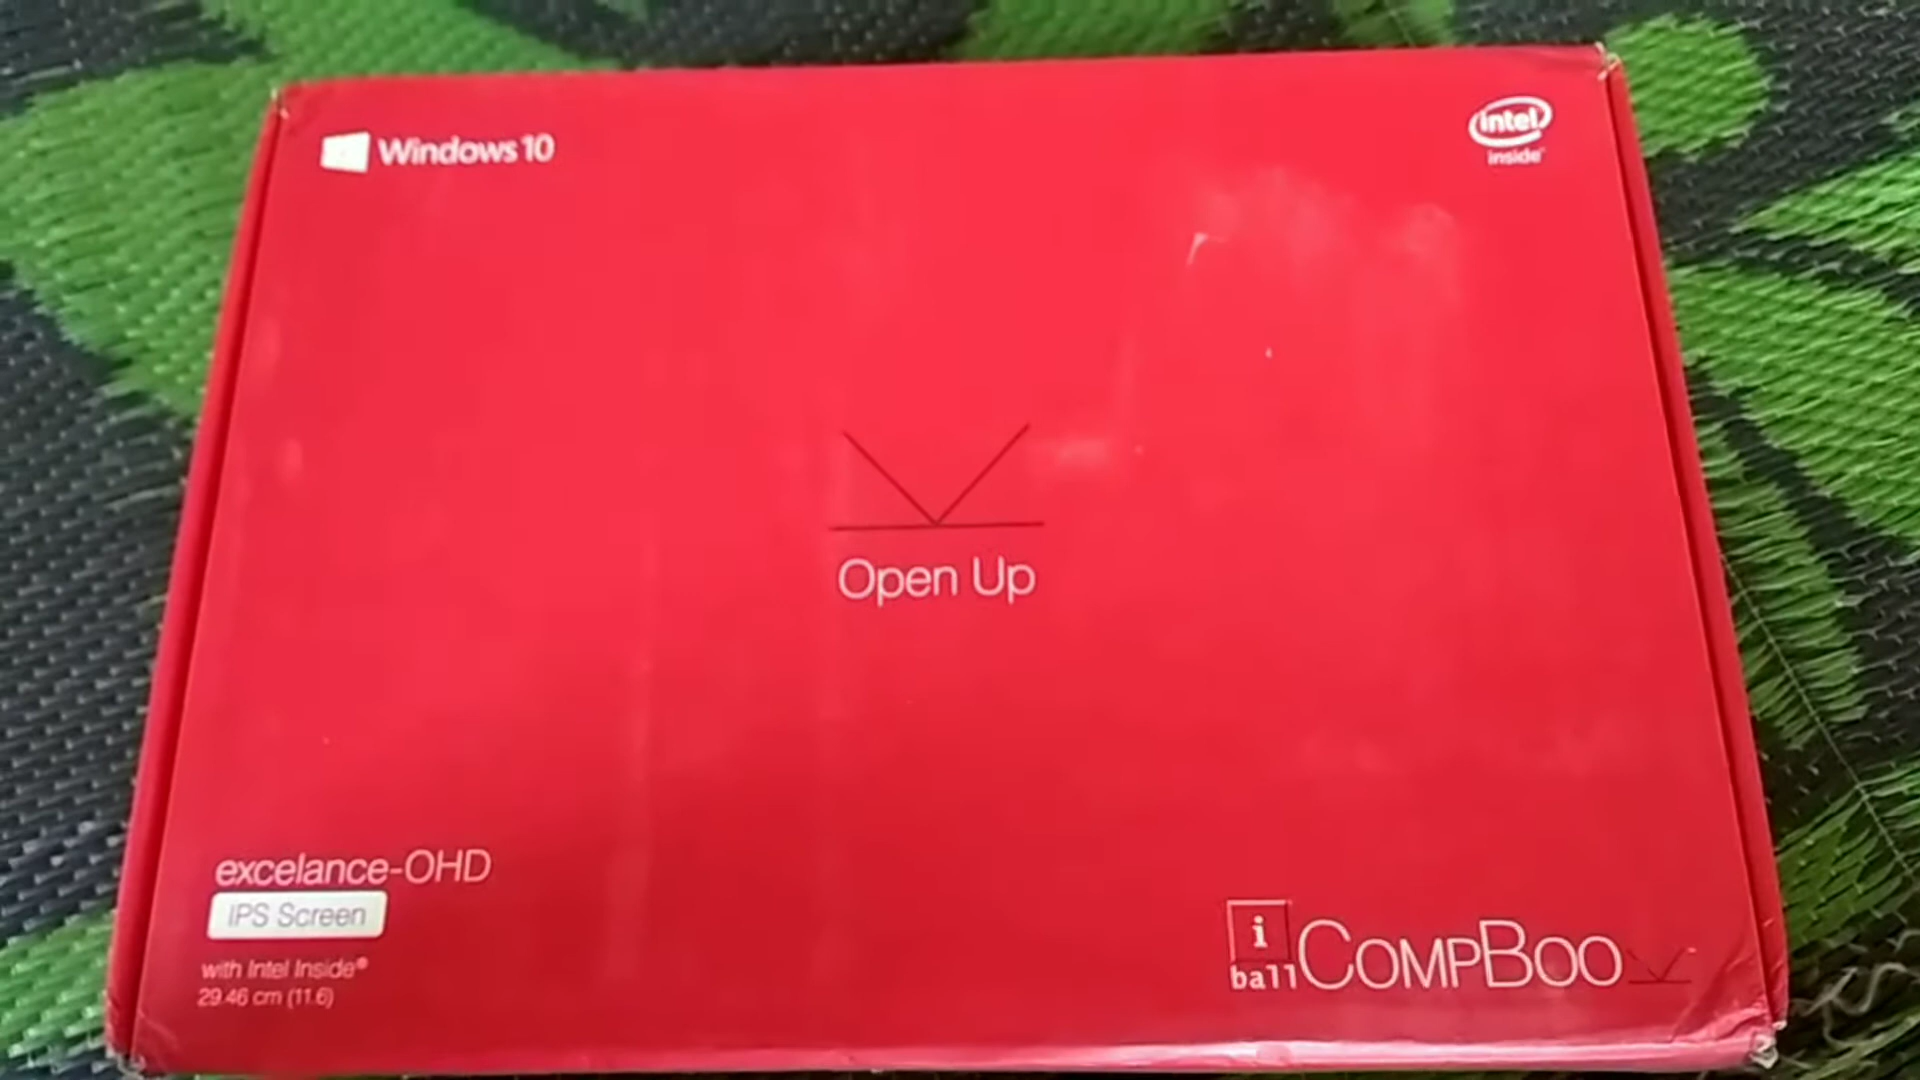 Windows 10
intel
inside
Open Up
excelance-OHD
IPS Screen
with Intel Inside®
29.46 cm (11.6)
i
ball
COMPBOO